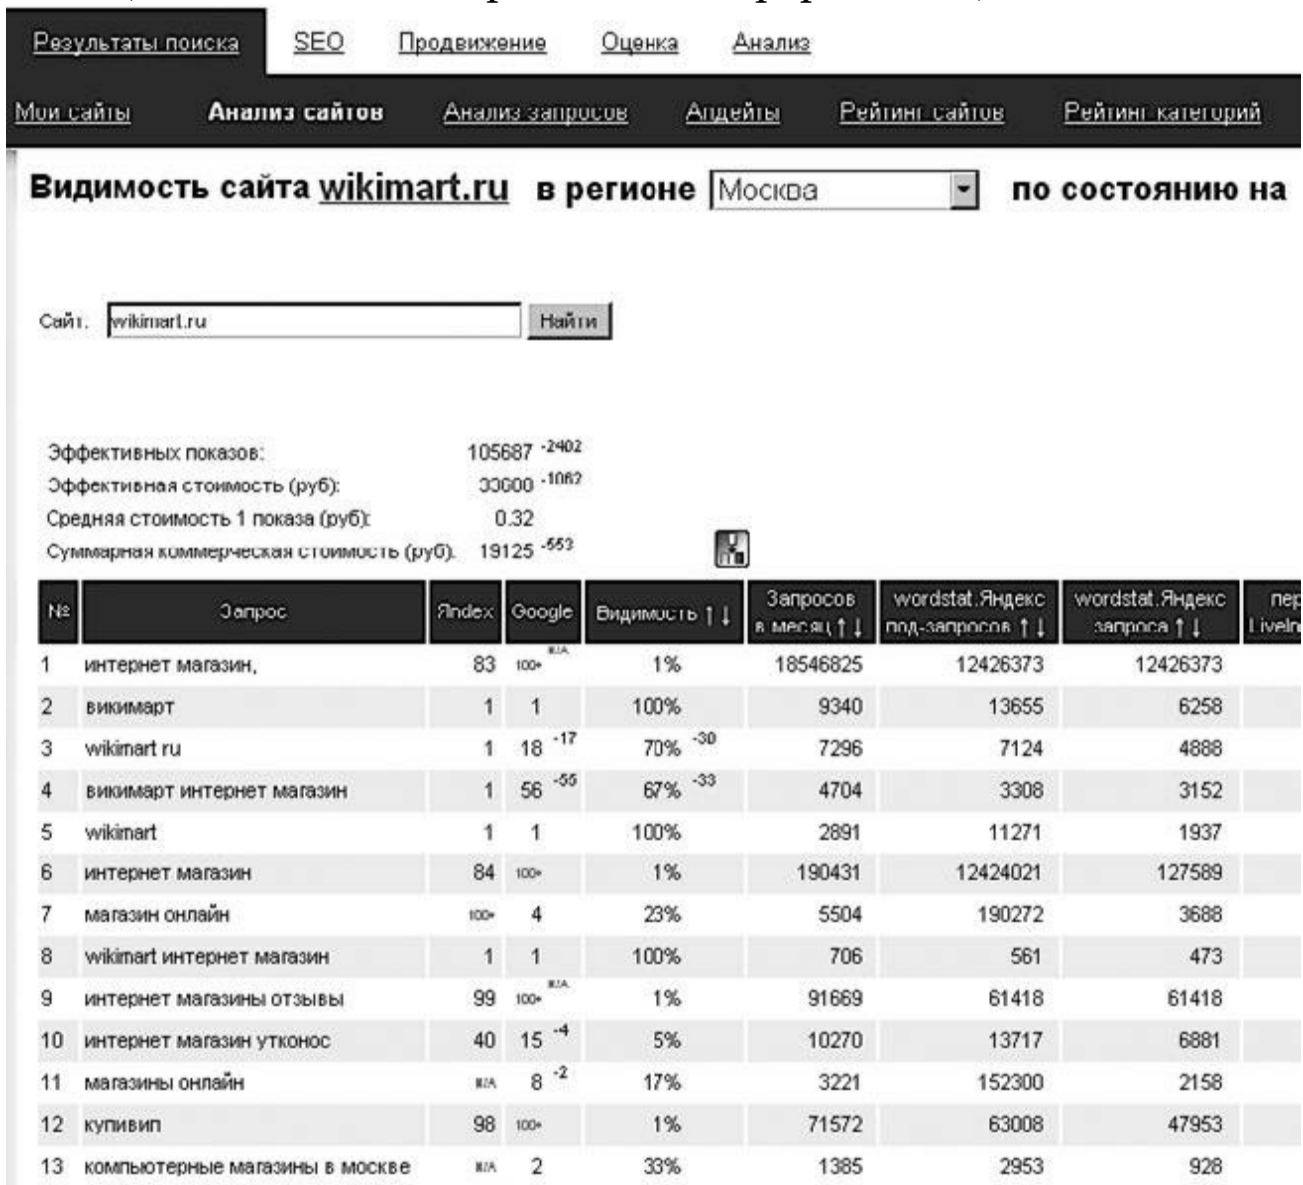 Результаты поиска SEO Продвижение Оценка Анализ
Мои сайты Анализ сайтов Анализ запросов Апдейты Рейтинг сайтов Рейтинг категорий
Видимость сайта wikimart.ru в регионе Москва по состоянию на
Сайт: wikimart.ru Найти
Эффективных показов: 105687 -2402
Эффективная стоимость (руб): 33600 -1062
Средняя стоимость 1 показа (руб): 0.32
Суммарная коммерческая стоимость (руб): 19125 -553
№ Запрос Яndex Google Видимость ↑↓ Запросов в месяц ↑↓ wordstat.Яндекс под-запросов ↑↓ wordstat.Яндекс запроса ↑↓
1 интернет магазин, 83 100+ N/A 1% 18546825 12426373 12426373
2 викимарт 1 1 100% 9340 13655 6258
3 wikimart ru 1 18 -17 70% -30 7296 7124 4888
4 викимарт интернет магазин 1 56 -55 67% -33 4704 3308 3152
5 wikimart 1 1 100% 2891 11271 1937
6 интернет магазин 84 100+ 1% 190431 12424021 127589
7 магазин онлайн 100+ 4 23% 5504 190272 3688
8 wikimart интернет магазин 1 1 100% 706 561 473
9 интернет магазины отзывы 99 100+ N/A 1% 91669 61418 61418
10 интернет магазин утконос 40 15 -4 5% 10270 13717 6881
11 магазины онлайн N/A 8 -2 17% 3221 152300 2158
12 купивип 98 100+ 1% 71572 63008 47953
13 компьютерные магазины в москве N/A 2 33% 1385 2953 928